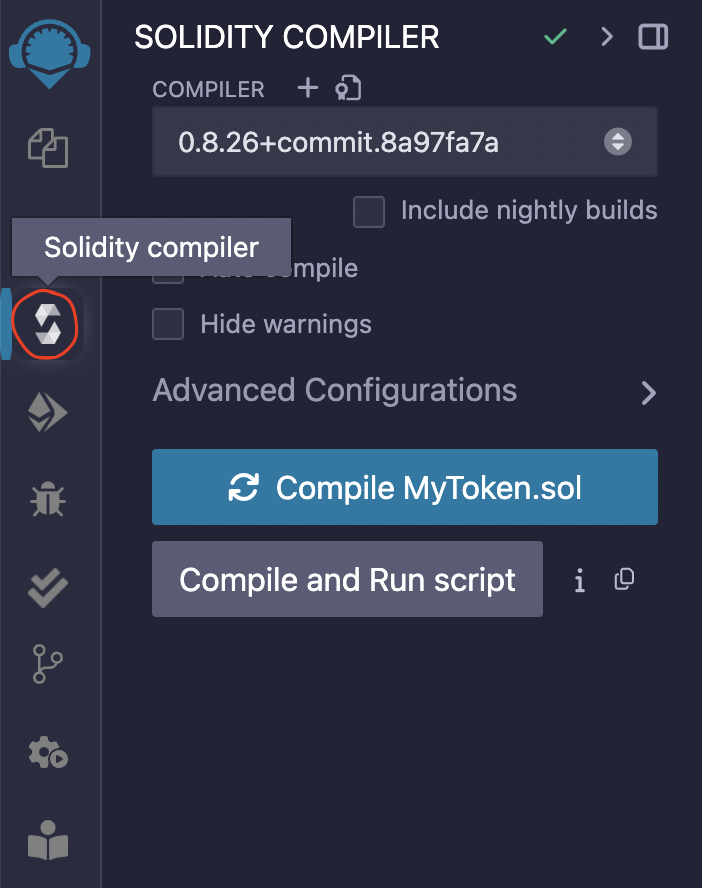 SOLIDITY COMPILER
COMPILER
0.8.26+commit.8a97fa7a
Include nightly builds
Solidity compiler
compile
Hide warnings
Advanced Configurations
Compile MyToken.sol
Compile and Run script